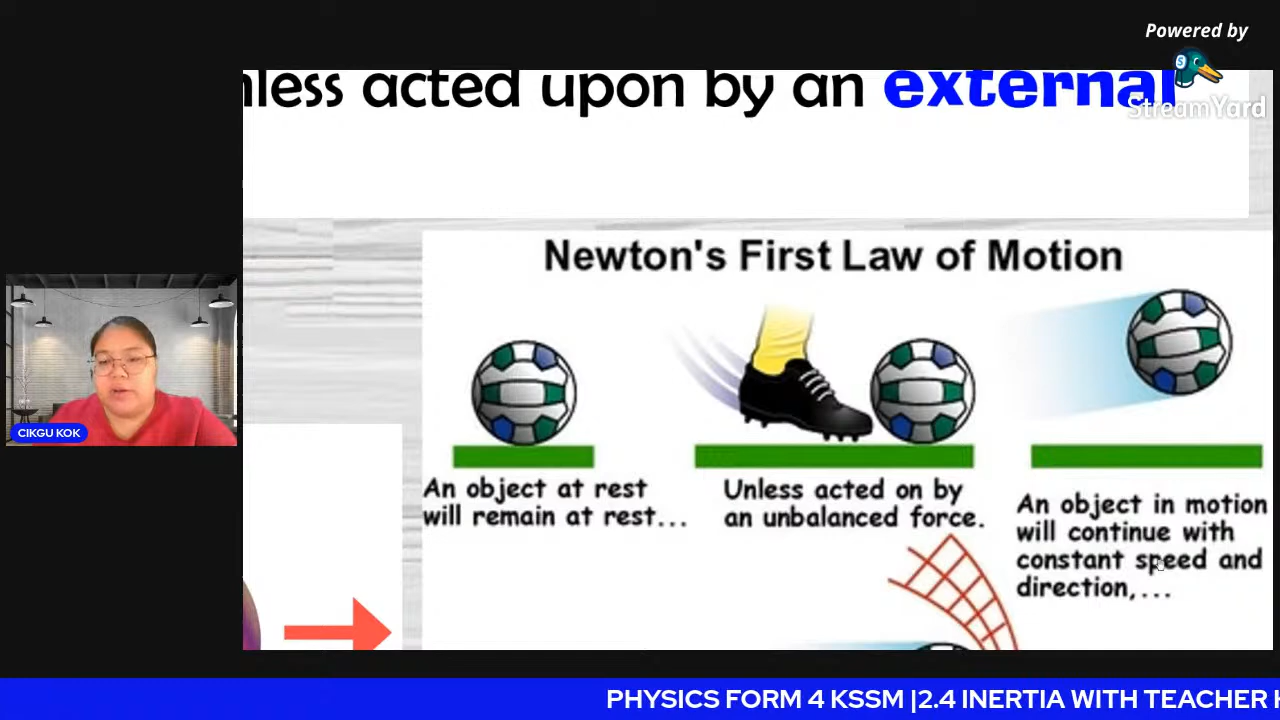 Powered by
StreamYard
nless acted upon by an external
Newton's First Law of Motion
An object at rest
will remain at rest...
Unless acted on by
an unbalanced force.
An object in motion
will continue with
constant speed and
direction,...
CIKGU KOK
PHYSICS FORM 4 KSSM |2.4 INERTIA WITH TEACHER